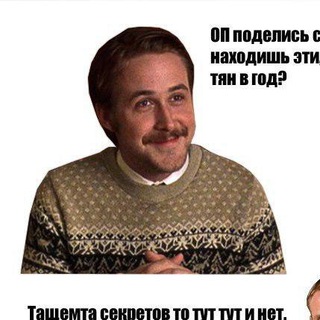 ОП поделись с
находишь эти
тян в год?
Тащемта секретов то тут тут и нет.